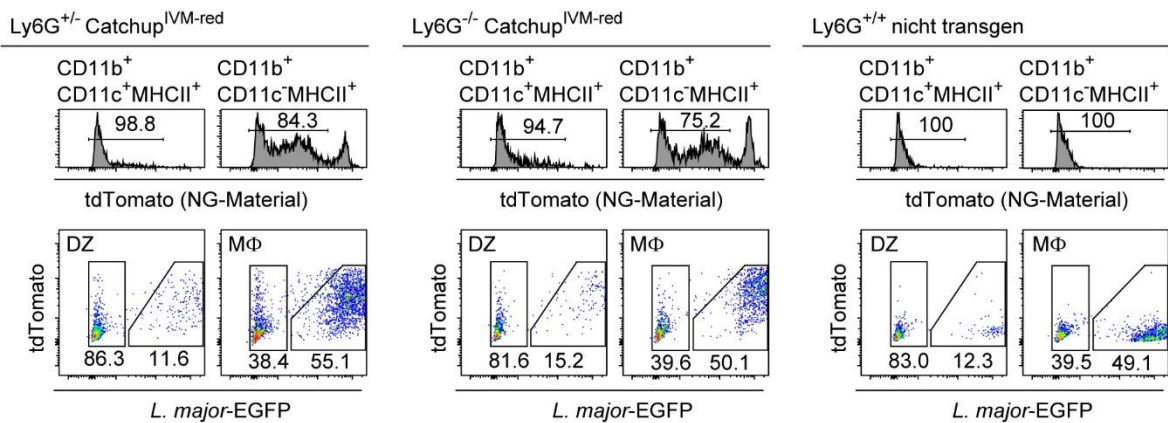 Ly6G+/- CatchupIVM-red
CD11b+
CD11c+MHCII+
CD11b+
CD11c-MHCII+
98.8
84.3
tdTomato (NG-Material)
tdTomato
DZ
86.3
11.6
MΦ
38.4
55.1
L. major-EGFP
Ly6G-/- CatchupIVM-red
CD11b+
CD11c+MHCII+
CD11b+
CD11c-MHCII+
94.7
75.2
tdTomato (NG-Material)
tdTomato
DZ
81.6
15.2
MΦ
39.6
50.1
L. major-EGFP
Ly6G+/+ nicht transgen
CD11b+
CD11c+MHCII+
CD11b+
CD11c-MHCII+
100
100
tdTomato (NG-Material)
tdTomato
DZ
83.0
12.3
MΦ
39.5
49.1
L. major-EGFP